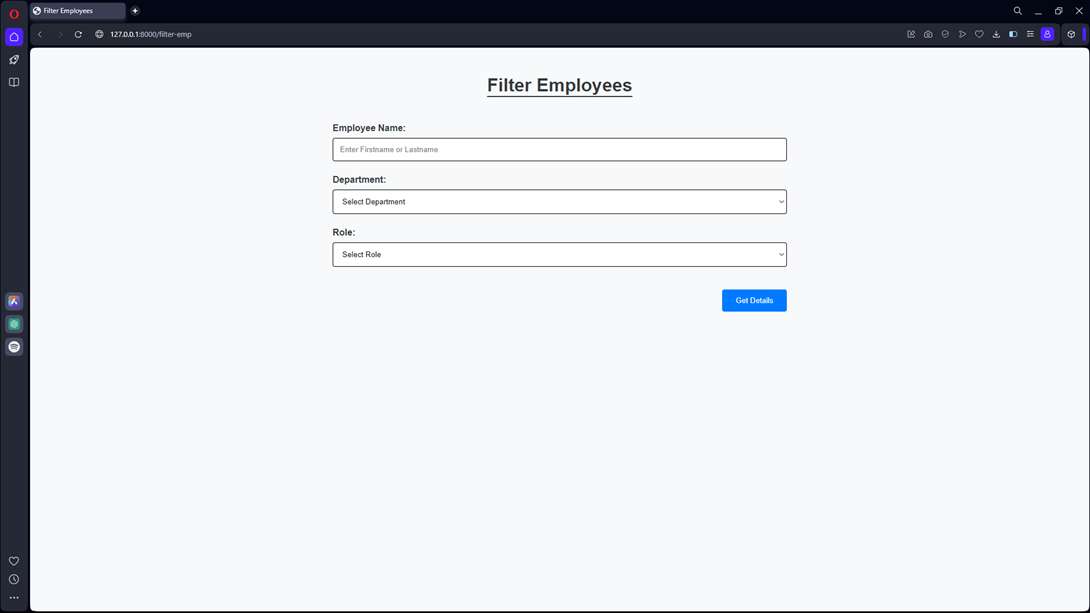 Filter Employees
127.0.0.1:8000/filter-emp
Filter Employees
Employee Name:
Enter Firstname or Lastname
Department:
Select Department
Role:
Select Role
Get Details